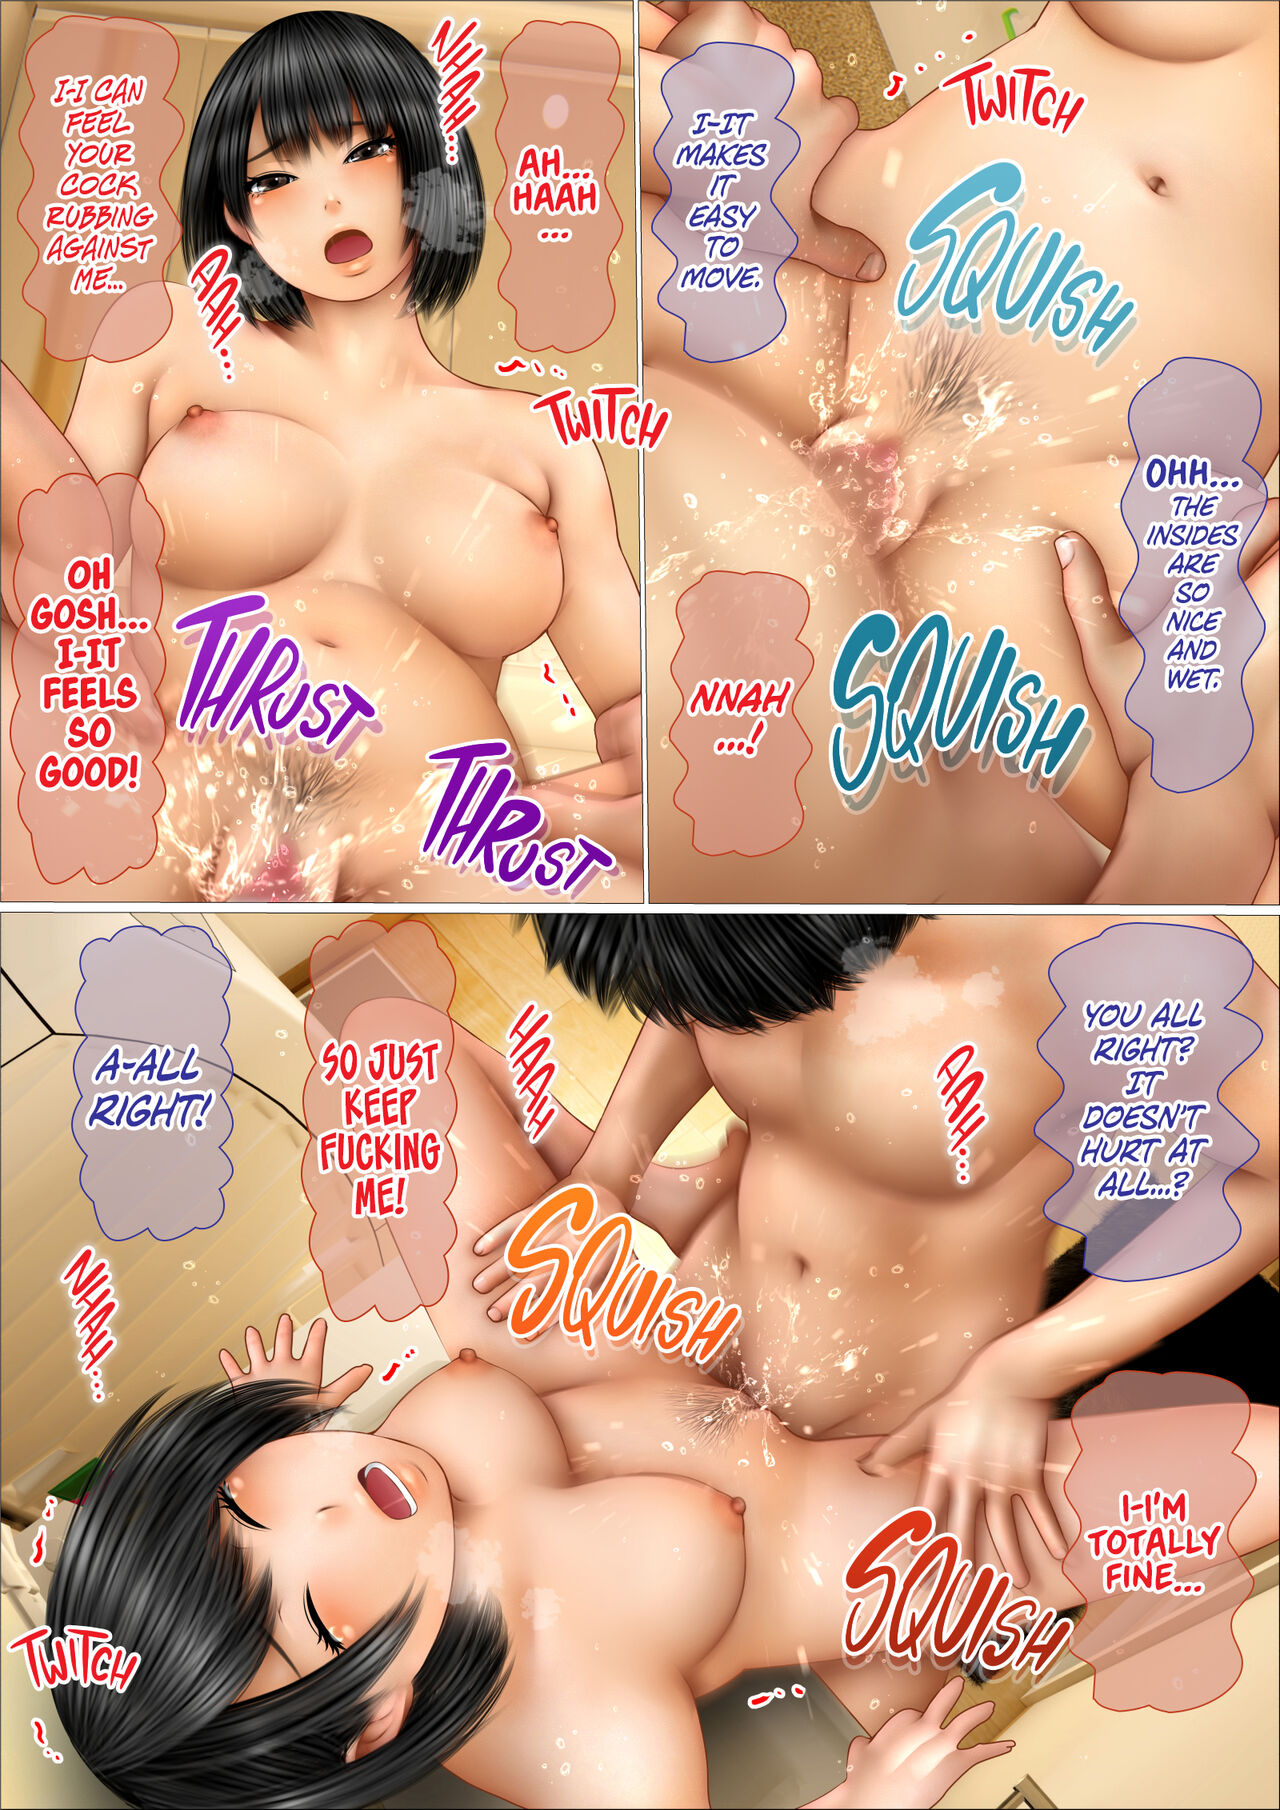 OHH...
THE
INSIDES
ARE
SO
NICE
AND
WET.
I-IT
MAKES
IT
EASY
TO
MOVE.
TWITCH
SQUISH
SQUISH
NNAH
...!
AH...
HAAH
...
NHAH...
I-I CAN
FEEL
YOUR
COCK
RUBBING
AGAINST
ME...
AAH...
TWITCH
OH
GOSH...
I-IT
FEELS
SO
GOOD!
THRUST
THRUST
YOU ALL
RIGHT?
IT
DOESN'T
HURT AT
ALL...?
AAH...
HAAH
I-I'M
TOTALLY
FINE...
SO JUST
KEEP
FUCKING
ME!
A-ALL
RIGHT!
SQUISH
SQUISH
NHAH...
TWITCH